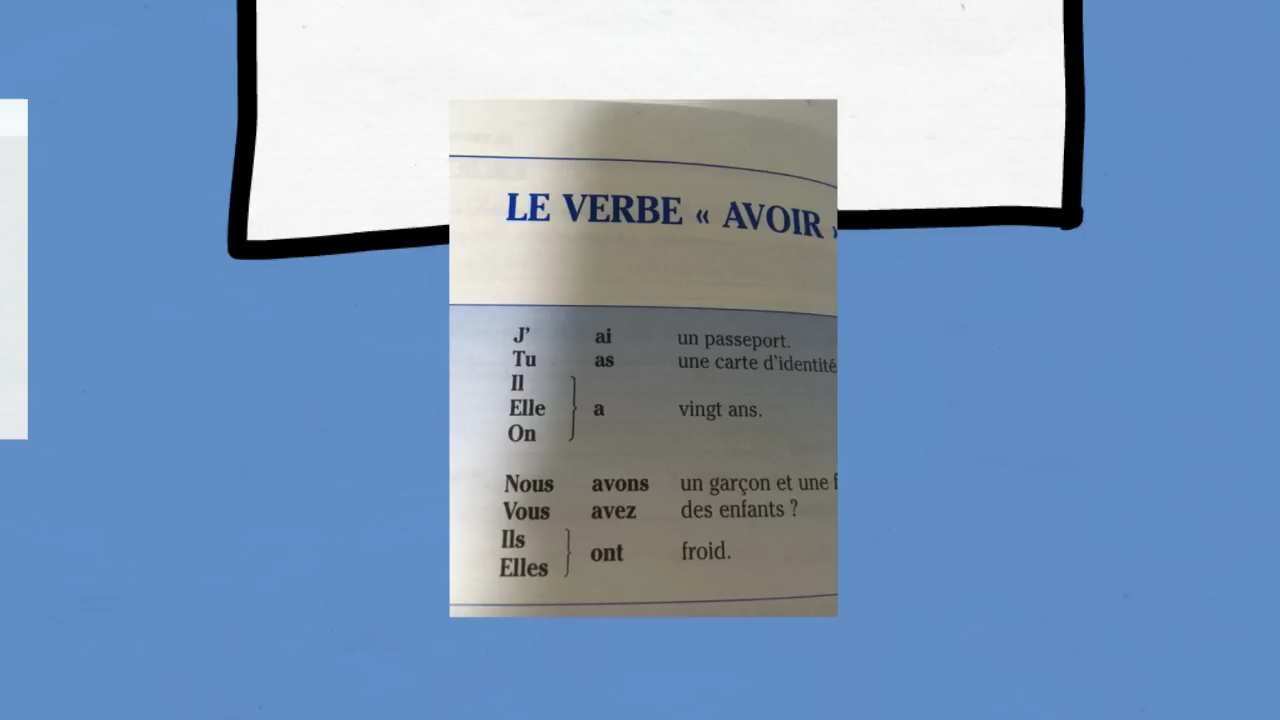 LE VERBE « AVOIR »
J' ai un passeport.
Tu as une carte d'identité
Il
Elle a vingt ans.
On
Nous avons un garçon et une
Vous avez des enfants ?
Ils
ont froid.
Elles